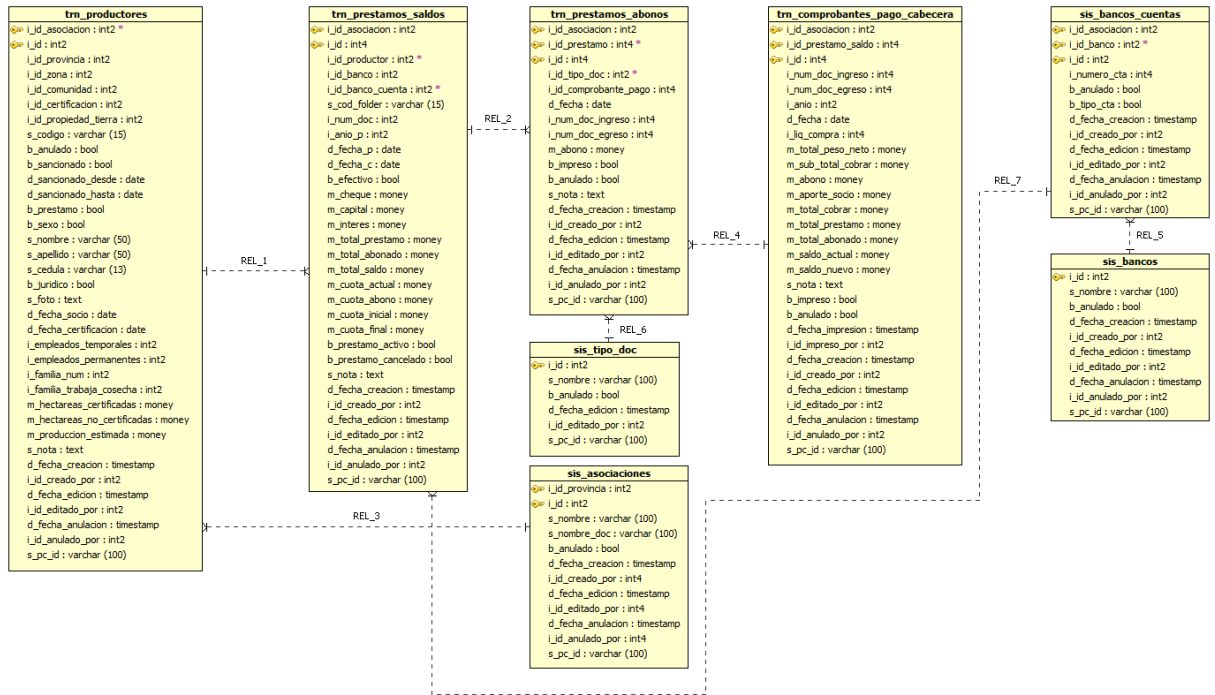 trn_productores
i_id_asociacion : int2 *
i_id : int2
i_id_provincia : int2
i_id_zona : int2
i_id_comunidad : int2
i_id_certificacion : int2
i_id_propiedad_tierra : int2
s_codigo : varchar (15)
b_anulado : bool
b_sancionado : bool
d_sancionado_desde : date
d_sancionado_hasta : date
b_prestamo : bool
b_sexo : bool
s_nombre : varchar (50)
s_apellido : varchar (50)
s_cedula : varchar (13)
b_juridico : bool
s_foto : text
d_fecha_socio : date
d_fecha_certificacion : date
i_empleados_temporales : int2
i_empleados_permanentes : int2
i_familia_num : int2
i_familia_trabaja_cosecha : int2
m_hectareas_certificadas : money
m_hectareas_no_certificadas : money
m_produccion_estimada : money
s_nota : text
d_fecha_creacion : timestamp
i_id_creado_por : int2
d_fecha_edicion : timestamp
i_id_editado_por : int2
d_fecha_anulacion : timestamp
i_id_anulado_por : int2
s_pc_id : varchar (100)
REL_1
REL_3
trn_prestamos_saldos
i_id_asociacion : int2
i_id : int4
i_id_productor : int2 *
i_id_banco : int2
i_id_banco_cuenta : int2 *
s_cod_folder : varchar (15)
i_num_doc : int2
i_anio_p : int2
d_fecha_p : date
d_fecha_c : date
b_efectivo : bool
m_cheque : money
m_capital : money
m_interes : money
m_total_prestamo : money
m_total_abonado : money
m_total_saldo : money
m_cuota_actual : money
m_cuota_abono : money
m_cuota_inicial : money
m_cuota_final : money
b_prestamo_activo : bool
b_prestamo_cancelado : bool
s_nota : text
d_fecha_creacion : timestamp
i_id_creado_por : int2
d_fecha_edicion : timestamp
i_id_editado_por : int2
d_fecha_anulacion : timestamp
i_id_anulado_por : int2
s_pc_id : varchar (100)
REL_2
trn_prestamos_abonos
i_id_asociacion : int2
i_id_prestamo : int4 *
i_id : int4
i_id_tipo_doc : int2 *
i_id_comprobante_pago : int4
d_fecha : date
i_num_doc_ingreso : int4
i_num_doc_egreso : int4
m_abono : money
b_impreso : bool
b_anulado : bool
s_nota : text
d_fecha_creacion : timestamp
i_id_creado_por : int2
d_fecha_edicion : timestamp
i_id_editado_por : int2
d_fecha_anulacion : timestamp
i_id_anulado_por : int2
s_pc_id : varchar (100)
REL_6
sis_tipo_doc
i_id : int2
s_nombre : varchar (100)
b_anulado : bool
d_fecha_edicion : timestamp
i_id_editado_por : int2
s_pc_id : varchar (100)
sis_asociaciones
i_id_provincia : int2
i_id : int2
s_nombre : varchar (100)
s_nombre_doc : varchar (100)
b_anulado : bool
d_fecha_creacion : timestamp
i_id_creado_por : int4
d_fecha_edicion : timestamp
i_id_editado_por : int4
d_fecha_anulacion : timestamp
i_id_anulado_por : int4
s_pc_id : varchar (100)
REL_4
trn_comprobantes_pago_cabecera
i_id_asociacion : int2
i_id_prestamo_saldo : int4
i_id : int4
i_num_doc_ingreso : int4
i_num_doc_egreso : int4
i_anio : int2
d_fecha : date
i_liq_compra : int4
m_total_peso_neto : money
m_sub_total_cobrar : money
m_abono : money
m_aporte_socio : money
m_total_cobrar : money
m_total_prestamo : money
m_total_abonado : money
m_saldo_actual : money
m_saldo_nuevo : money
s_nota : text
b_impreso : bool
b_anulado : bool
d_fecha_impresion : timestamp
i_id_impreso_por : int2
d_fecha_creacion : timestamp
i_id_creado_por : int2
d_fecha_edicion : timestamp
i_id_editado_por : int2
d_fecha_anulacion : timestamp
i_id_anulado_por : int2
s_pc_id : varchar (100)
REL_7
sis_bancos_cuentas
i_id_asociacion : int2
i_id_banco : int2 *
i_id : int2
i_numero_cta : int4
b_anulado : bool
b_tipo_cta : bool
d_fecha_creacion : timestamp
i_id_creado_por : int2
d_fecha_edicion : timestamp
i_id_editado_por : int2
d_fecha_anulacion : timestamp
i_id_anulado_por : int2
s_pc_id : varchar (100)
REL_5
sis_bancos
i_id : int2
s_nombre : varchar (100)
b_anulado : bool
d_fecha_creacion : timestamp
i_id_creado_por : int2
d_fecha_edicion : timestamp
i_id_editado_por : int2
d_fecha_anulacion : timestamp
i_id_anulado_por : int2
s_pc_id : varchar (100)